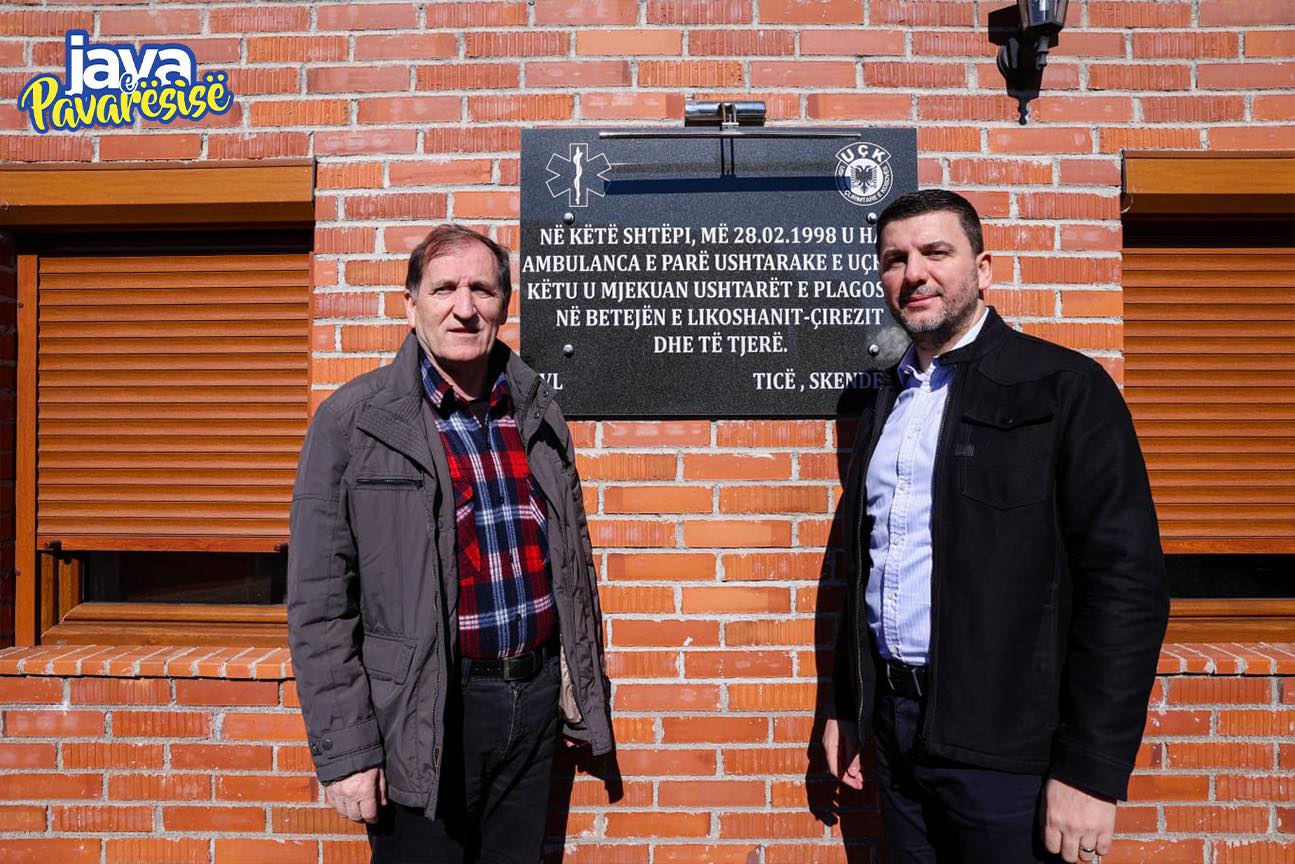 java
e
Pavarësisë
UÇK
NË KËTË SHTËPI, MË 28.02.1998 U
AMBULANCA E PARË USHTARAKE E
KËTU U MJEKUAN USHTARËT E
NË BETEJËN E LIKOSHANIT-ÇIREZIT
DHE TË TJERË.
TICË ,